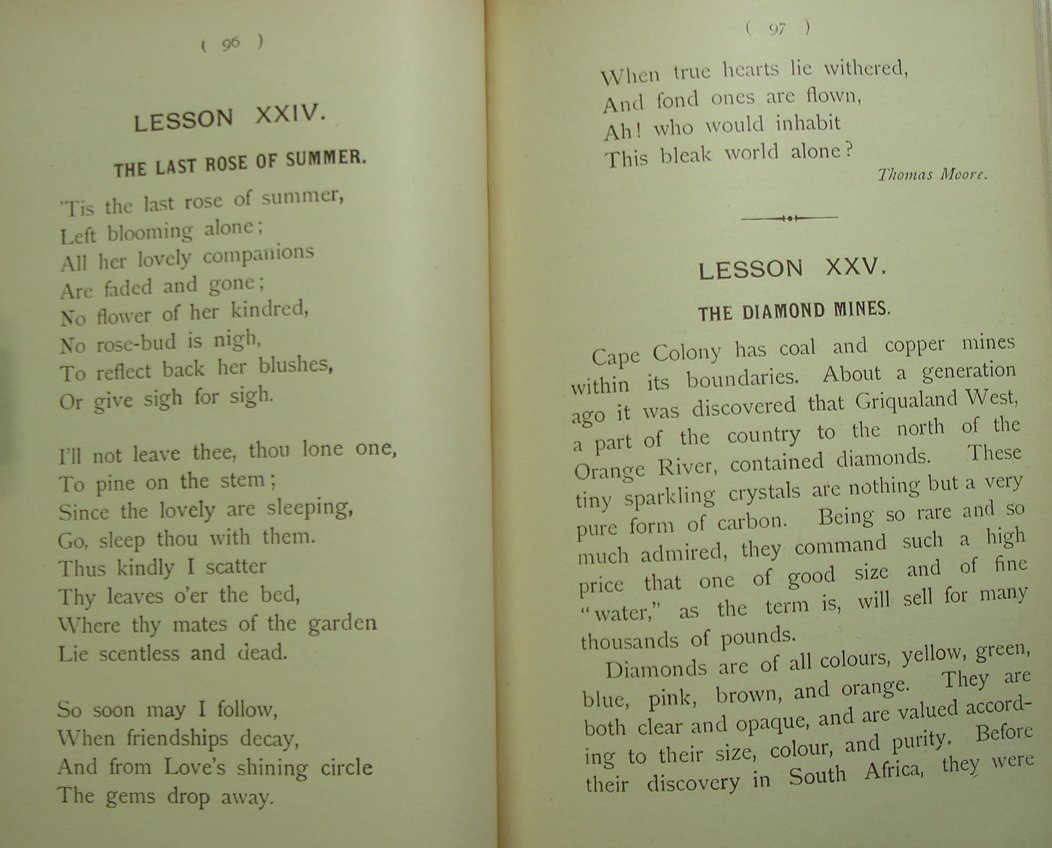 ( 96 )
LESSON XXIV.
THE LAST ROSE OF SUMMER.
'Tis the last rose of summer,
Left blooming alone;
All her lovely companions
Are faded and gone;
No flower of her kindred,
No rose-bud is nigh,
To reflect back her blushes,
Or give sigh for sigh.
I'll not leave thee, thou lone one,
To pine on the stem;
Since the lovely are sleeping,
Go, sleep thou with them.
Thus kindly I scatter
Thy leaves o'er the bed,
Where thy mates of the garden
Lie scentless and dead.
So soon may I follow,
When friendships decay,
And from Love's shining circle
The gems drop away.
( 97 )
When true hearts lie withered,
And fond ones are flown,
Ah! who would inhabit
This bleak world alone?
Thomas Moore.
LESSON XXV.
THE DIAMOND MINES.
Cape Colony has coal and copper mines
within its boundaries. About a generation
ago it was discovered that Griqualand West,
a part of the country to the north of the
Orange River, contained diamonds. These
tiny sparkling crystals are nothing but a very
pure form of carbon. Being so rare and so
much admired, they command such a high
price that one of good size and of fine
"water," as the term is, will sell for many
thousands of pounds.
Diamonds are of all colours, yellow, green,
blue, pink, brown, and orange. They are
both clear and opaque, and are valued accord-
ing to their size, colour, and purity. Before
their discovery in South Africa, they were